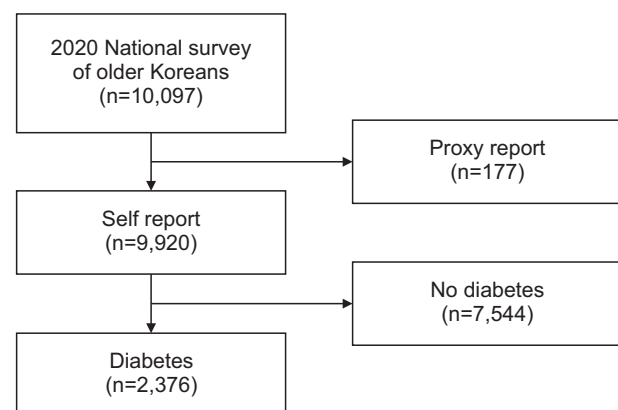 2020 National survey
of older Koreans
(n=10,097)
Proxy report
(n=177)
Self report
(n=9,920)
No diabetes
(n=7,544)
Diabetes
(n=2,376)